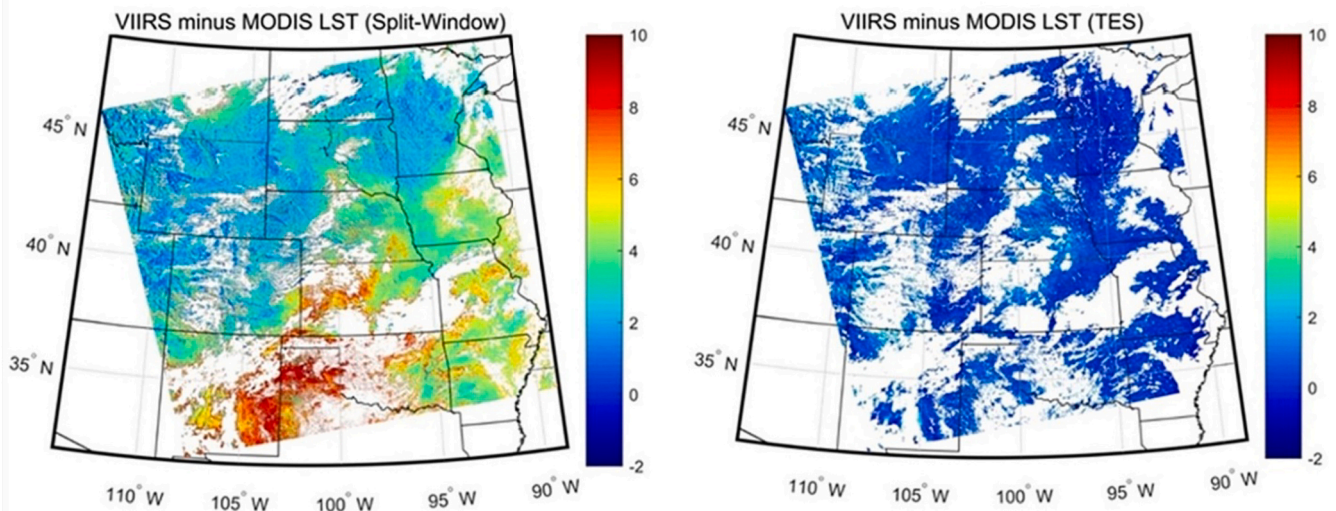 VIIRS minus MODIS LST (Split-Window)
10
8
6
4
2
0
-2
45° N
40° N
35° N
110° W
105° W
100° W
95° W
90° W
VIIRS minus MODIS LST (TES)
10
8
6
4
2
0
-2
45° N
40° N
35° N
110° W
105° W
100° W
95° W
90° W